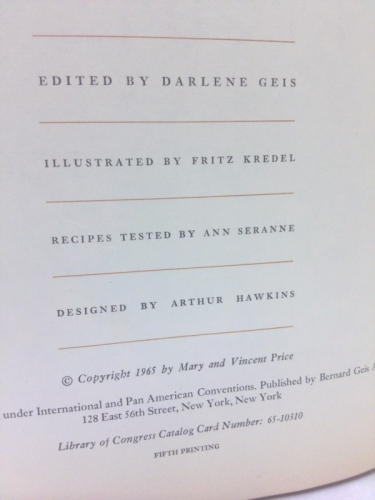 EDITED BY DARLENE GEIS
ILLUSTRATED BY FRITZ KREDEL
RECIPES TESTED BY ANN SERANNE
DESIGNED BY ARTHUR HAWKINS
© Copyright 1965 by Mary and Vincent Price
under International and Pan American Conventions. Published by Bernard Geis A
128 East 56th Street, New York, New York
Library of Congress Catalog Card Number: 65-10510
FIFTH PRINTING